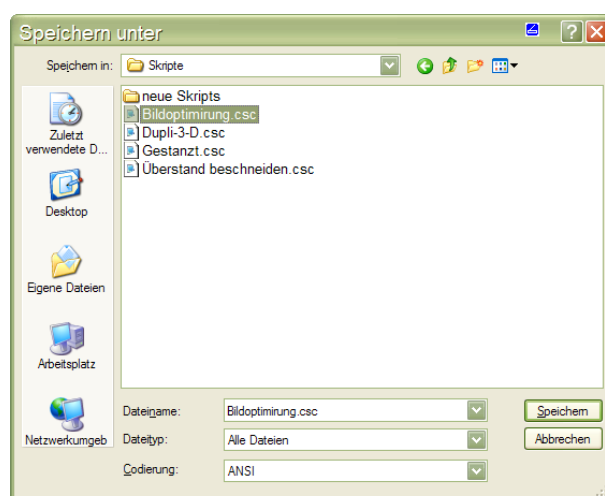 Speichern unter
Speichern in:
Skripte
neue Skripts
Bildoptimirung.csc
Dupli-3-D.csc
Gestanzt.csc
Überstand beschneiden.csc
Zuletzt
verwendete D...
Desktop
Eigene Dateien
Arbeitsplatz
Netzwerkumgeb
Dateiname:
Bildoptimirung.csc
Speichern
Dateityp:
Alle Dateien
Abbrechen
Codierung:
ANSI